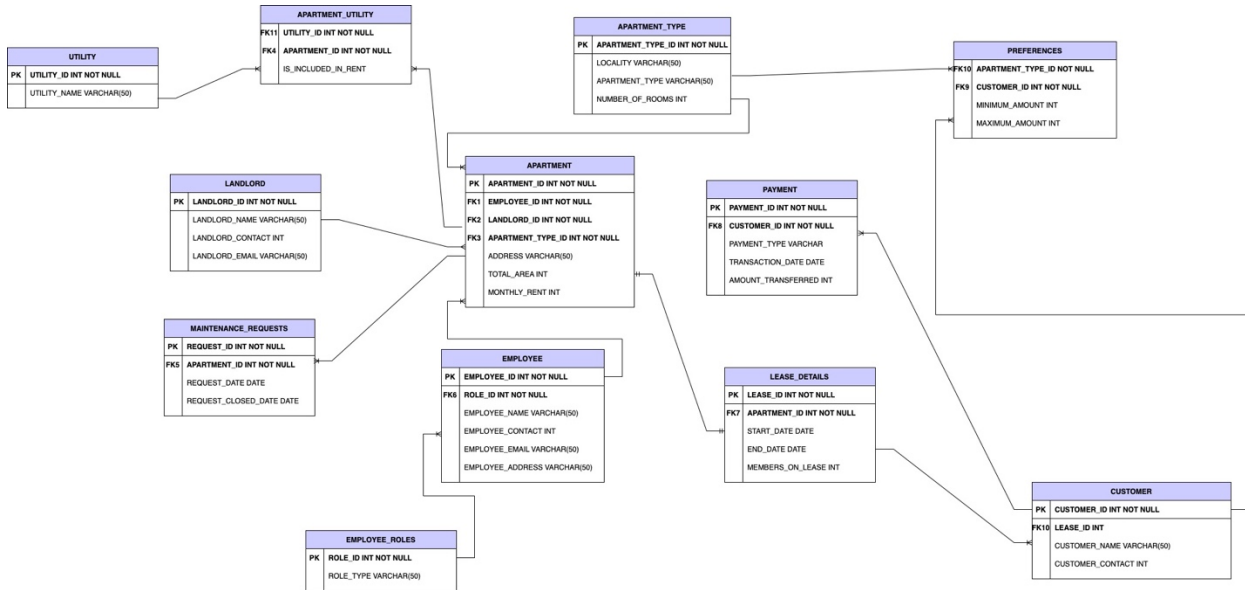 APARTMENT_UTILITY
FK11 UTILITY_ID INT NOT NULL
FK4 APARTMENT_ID INT NOT NULL
IS_INCLUDED_IN_RENT
APARTMENT_TYPE
PK APARTMENT_TYPE_ID INT NOT NULL
LOCALITY VARCHAR(50)
APARTMENT_TYPE VARCHAR(50)
NUMBER_OF_ROOMS INT
UTILITY
PK UTILITY_ID INT NOT NULL
UTILITY_NAME VARCHAR(50)
PREFERENCES
FK10 APARTMENT_TYPE_ID NOT NULL
FK9 CUSTOMER_ID INT NOT NULL
MINIMUM_AMOUNT INT
MAXIMUM_AMOUNT INT
APARTMENT
PK APARTMENT_ID INT NOT NULL
FK1 EMPLOYEE_ID INT NOT NULL
FK2 LANDLORD_ID INT NOT NULL
FK3 APARTMENT_TYPE_ID INT NOT NULL
ADDRESS VARCHAR(50)
TOTAL_AREA INT
MONTHLY_RENT INT
LANDLORD
PK LANDLORD_ID INT NOT NULL
LANDLORD_NAME VARCHAR(50)
LANDLORD_CONTACT INT
LANDLORD_EMAIL VARCHAR(50)
PAYMENT
PK PAYMENT_ID INT NOT NULL
FK8 CUSTOMER_ID INT NOT NULL
PAYMENT_TYPE VARCHAR
TRANSACTION_DATE DATE
AMOUNT_TRANSFERRED INT
MAINTENANCE_REQUESTS
PK REQUEST_ID INT NOT NULL
FK5 APARTMENT_ID INT NOT NULL
REQUEST_DATE DATE
REQUEST_CLOSED_DATE DATE
EMPLOYEE
PK EMPLOYEE_ID INT NOT NULL
FK6 ROLE_ID INT NOT NULL
EMPLOYEE_NAME VARCHAR(50)
EMPLOYEE_CONTACT INT
EMPLOYEE_EMAIL VARCHAR(50)
EMPLOYEE_ADDRESS VARCHAR(50)
LEASE_DETAILS
PK LEASE_ID INT NOT NULL
FK7 APARTMENT_ID INT NOT NULL
START_DATE DATE
END_DATE DATE
MEMBERS_ON_LEASE INT
CUSTOMER
PK CUSTOMER_ID INT NOT NULL
FK10 LEASE_ID INT
CUSTOMER_NAME VARCHAR(50)
CUSTOMER_CONTACT INT
EMPLOYEE_ROLES
PK ROLE_ID INT NOT NULL
ROLE_TYPE VARCHAR(50)